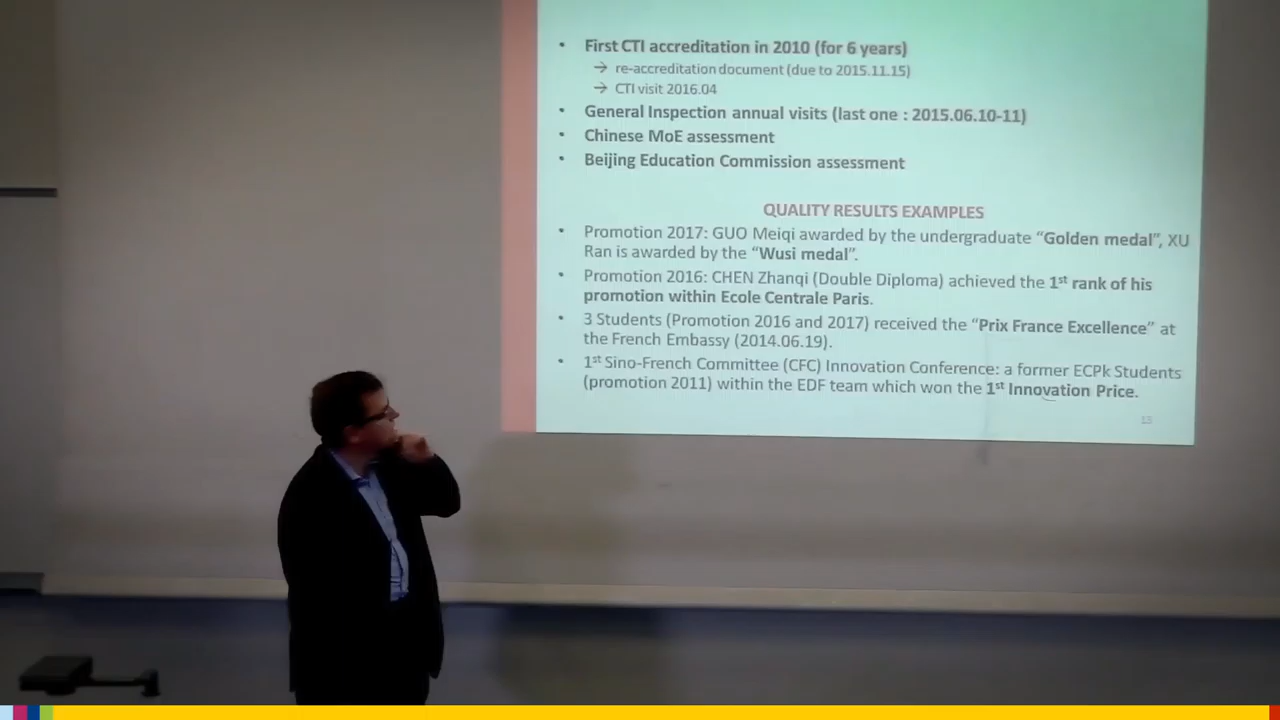 • First CTI accreditation in 2010 (for 6 years)
→ re-accreditation document (due to 2015.11.15)
→ CTI visit 2016.04
• General Inspection annual visits (last one : 2015.06.10-11)
• Chinese MoE assessment
• Beijing Education Commission assessment
QUALITY RESULTS EXAMPLES
• Promotion 2017: GUO Meiqi awarded by the undergraduate “Golden medal”, XU
Ran is awarded by the “Wusi medal”.
• Promotion 2016: CHEN Zhanqi (Double Diploma) achieved the 1st rank of his
promotion within Ecole Centrale Paris.
• 3 Students (Promotion 2016 and 2017) received the “Prix France Excellence” at
the French Embassy (2014.06.19).
• 1st Sino-French Committee (CFC) Innovation Conference: a former ECPk Students
(promotion 2011) within the EDF team which won the 1st Innovation Price.
13